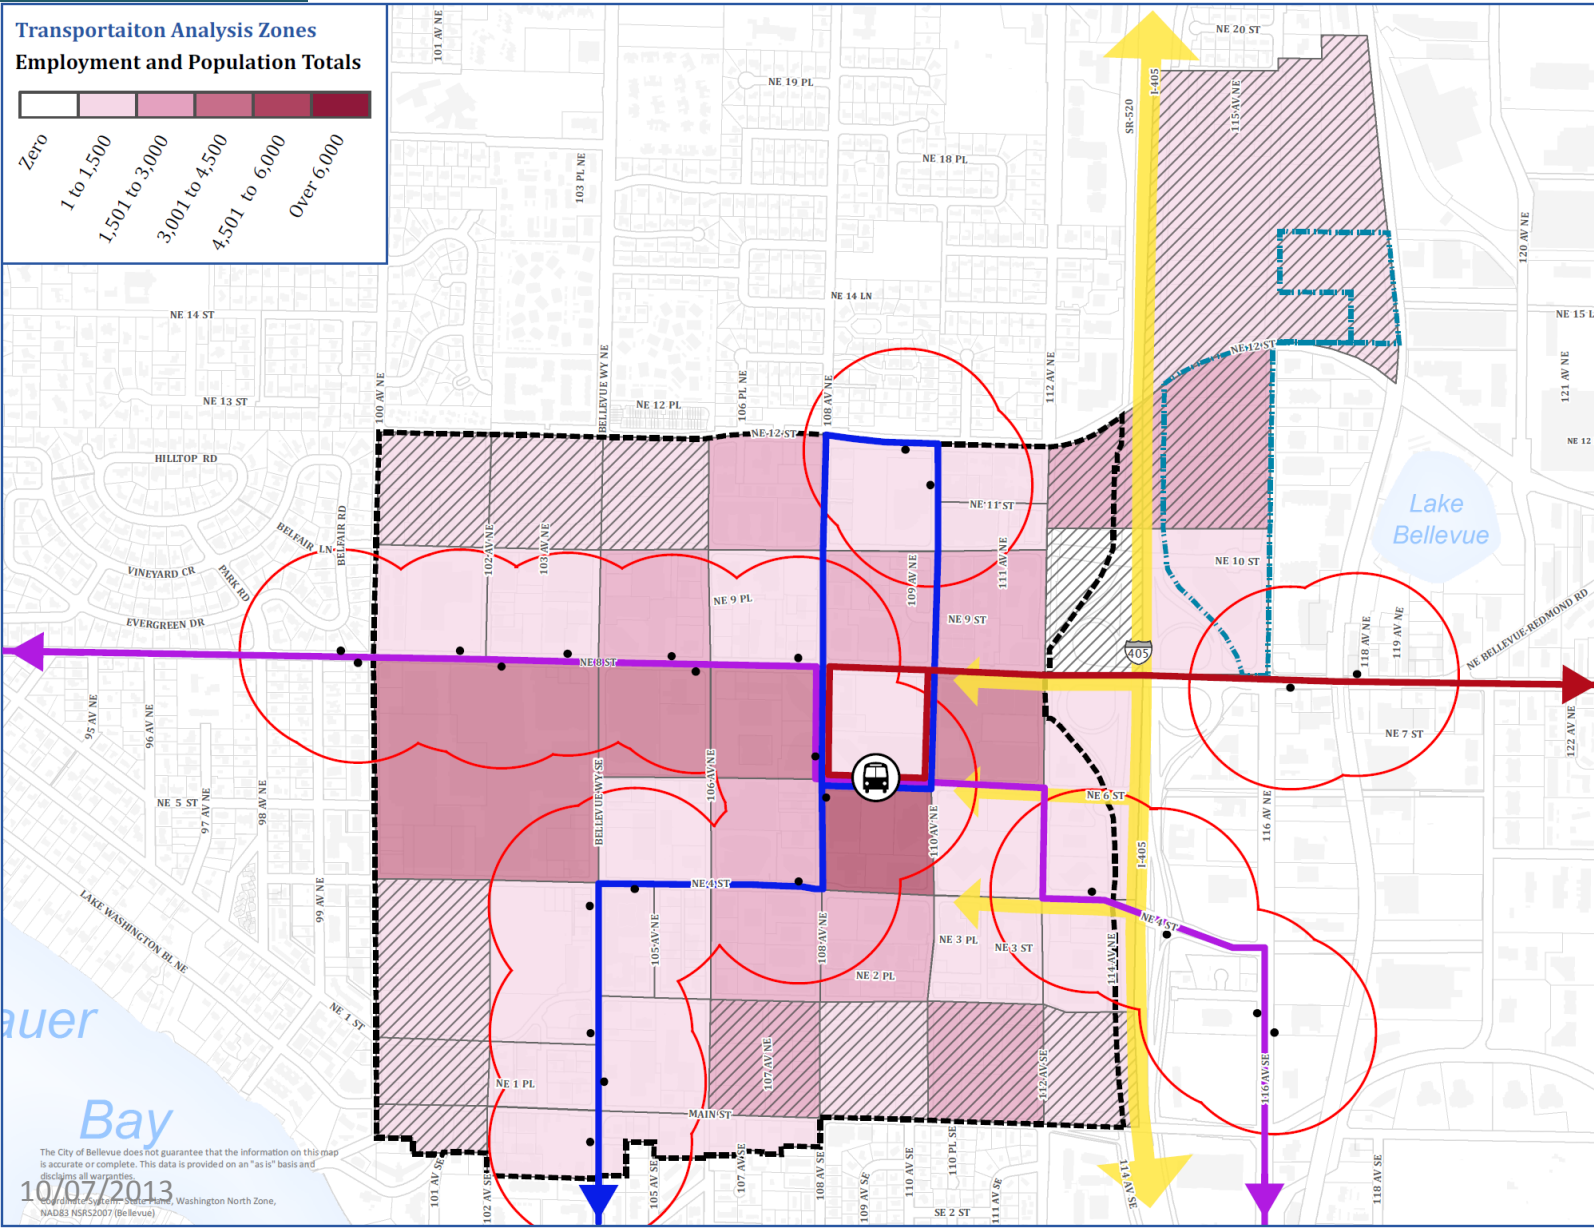 Transportaiton Analysis Zones
Employment and Population Totals
Zero
1 to 1,500
1,501 to 3,000
3,001 to 4,500
4,501 to 6,000
Over 6,000
101 AV NE
NE 20 ST
NE 19 PL
I-405
SR-520
115 AV NE
NE 18 PL
103 PL NE
120 AV NE
NE 14 LN
NE 14 ST
NE 15 L
NE 12 ST
BELLEVUE WY NE
112 AV NE
121 AV NE
100 AV NE
106 PL NE
108 AV NE
NE 13 ST
NE 12 PL
NE 12 ST
NE 12
HILLTOP RD
Lake
Bellevue
NE 11 ST
BELFAIR LN
BELFAIR RD
102 AV NE
103 AV NE
109 AV NE
111 AV NE
NE 10 ST
VINEYARD CR
PARK RD
NE 9 PL
NE 9 ST
EVERGREEN DR
118 AV NE
119 AV NE
NE BELLEVUE-REDMOND RD
405
NE 8 ST
95 AV NE
96 AV NE
NE 7 ST
122 AV NE
106 AV NE
NE 5 ST
97 AV NE
98 AV NE
BELLEVUE WY SE
NE 6 ST
116 AV NE
110 AV NE
I-405
NE 4 ST
99 AV NE
LAKE WASHINGTON BL NE
105 AV NE
108 AV NE
NE 3 PL
NE 3 ST
114 AV NE
NE 4 ST
NE 2 PL
auer
Bay
NE 1 ST
107 AV NE
112 AV SE
116 AV SE
NE 1 PL
MAIN ST
The City of Bellevue does not guarantee that the information on this map
is accurate or complete. This data is provided on an "as is" basis and
disclaims all warranties.
10/07/2013
Coordinate System: State Plane, Washington North Zone,
NAD83 NSRS2007 (Bellevue)
101 AV SE
102 AV SE
105 AV SE
107 AV SE
108 AV SE
109 AV SE
110 AV SE
110 PL SE
111 AV SE
SE 2 ST
114 AV SE
118 AV SE